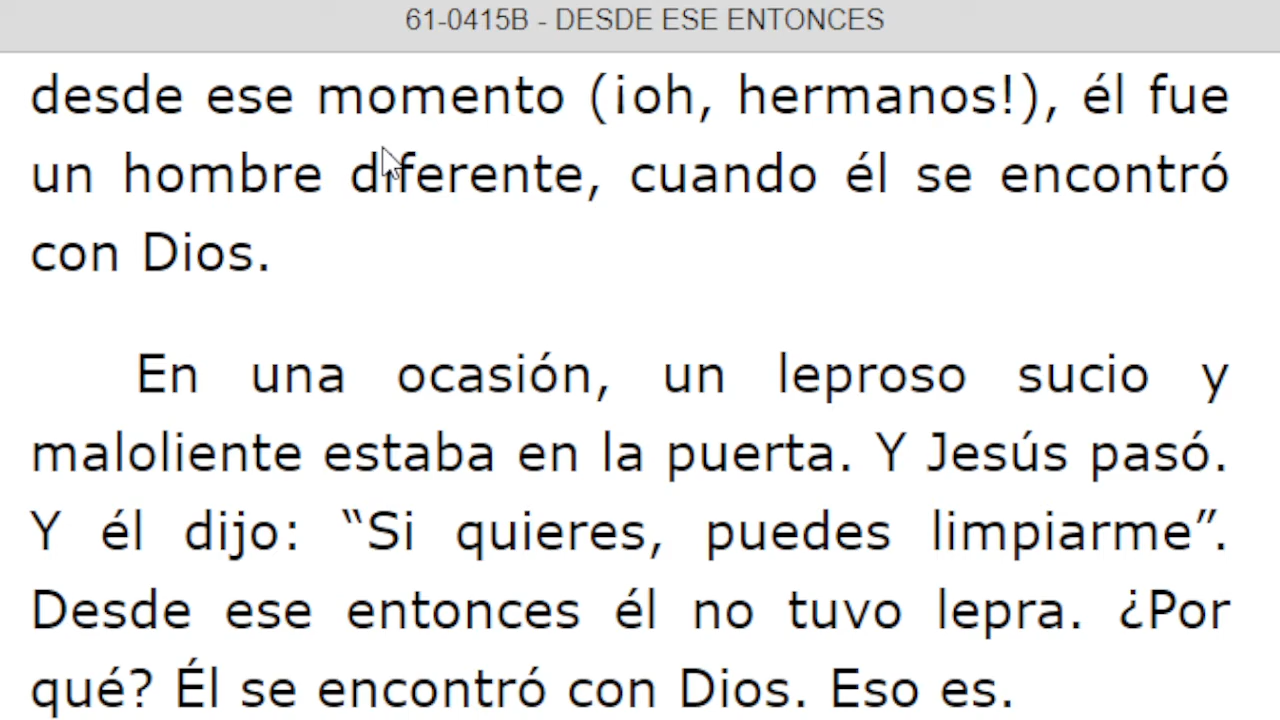 61-0415B - DESDE ESE ENTONCES
desde ese momento (¡oh, hermanos!), él fue
un hombre diferente, cuando él se encontró
con Dios.
En una ocasión, un leproso sucio y
maloliente estaba en la puerta. Y Jesús pasó.
Y él dijo: “Si quieres, puedes limpiarme”.
Desde ese entonces él no tuvo lepra. ¿Por
qué? Él se encontró con Dios. Eso es.